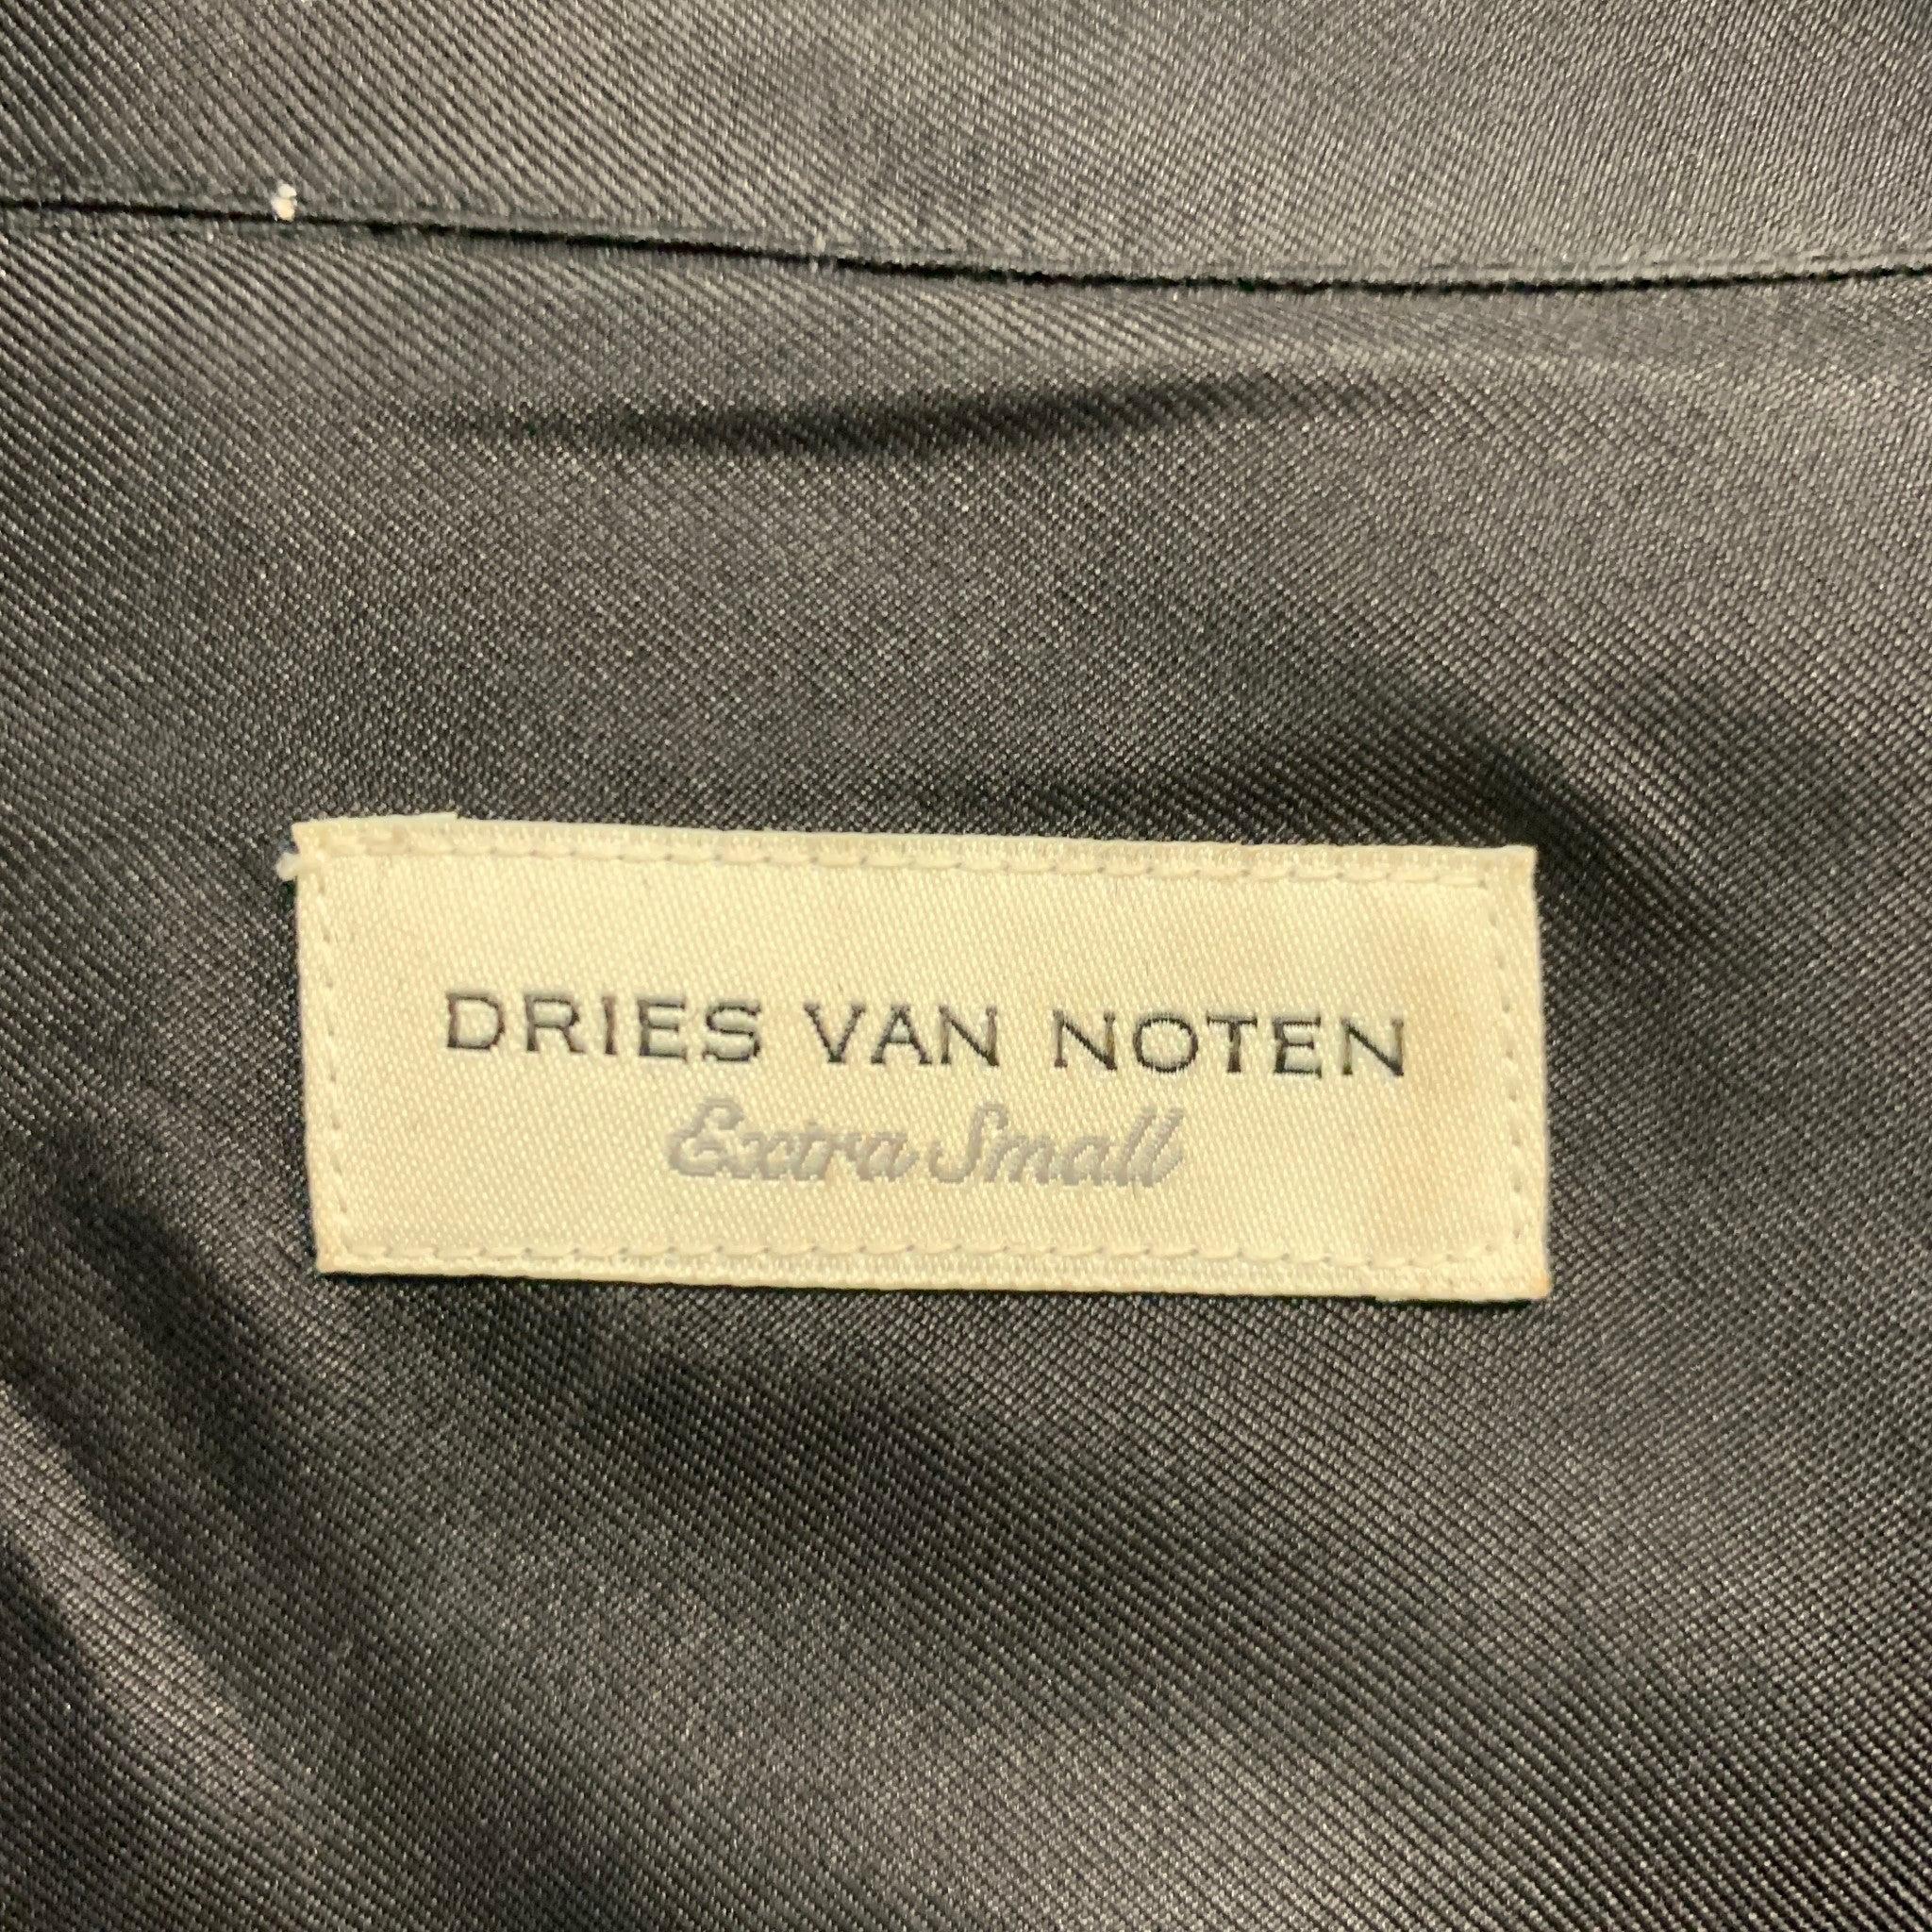 DRIES VAN NOTEN
Extra Small